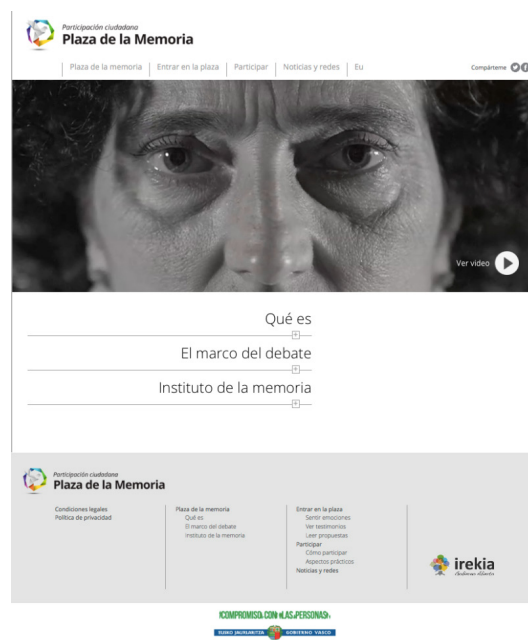 Participación ciudadana
Plaza de la Memoria
Plaza de la memoria
Entrar en la plaza
Participar
Noticias y redes
Eu
Compárteme
Ver video
Qué es
El marco del debate
Instituto de la memoria
Participación ciudadana
Plaza de la Memoria
Condiciones legales
Política de privacidad
Plaza de la memoria
Qué es
El marco del debate
Instituto de la memoria
Entrar en la plaza
Sentir emociones
Ver testimonios
Leer propuestas
Participar
Cómo participar
Aspectos prácticos
Noticias y redes
irekia
¡COMPROMISO CON LAS PERSONAS!
EUSKO JAURLARITZA
GOBIERNO VASCO